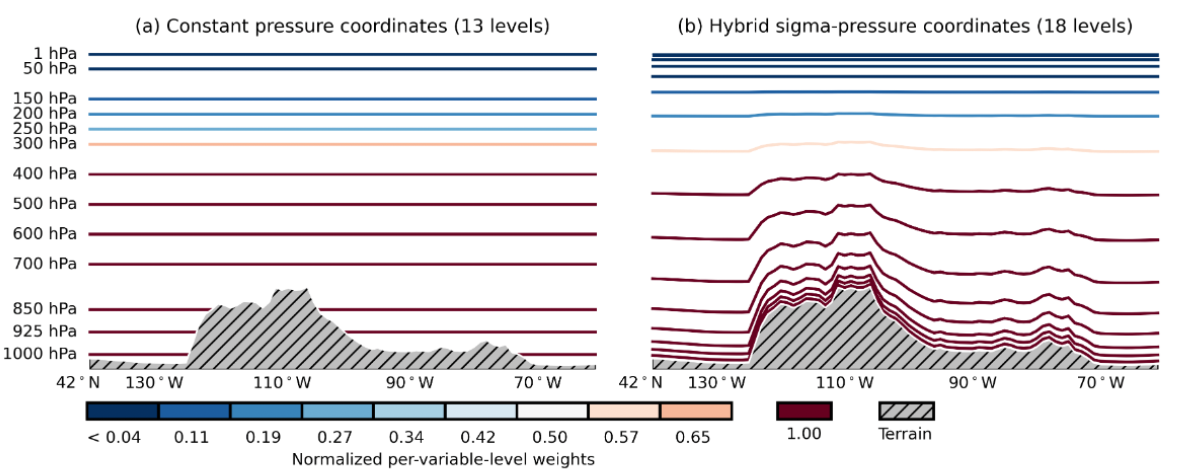 (a) Constant pressure coordinates (13 levels)
(b) Hybrid sigma-pressure coordinates (18 levels)
1 hPa
50 hPa
150 hPa
200 hPa
250 hPa
300 hPa
400 hPa
500 hPa
600 hPa
700 hPa
850 hPa
925 hPa
1000 hPa
42°N 130°W 110°W 90°W 70°W
42°N 130°W 110°W 90°W 70°W
< 0.04 0.11 0.19 0.27 0.34 0.42 0.50 0.57 0.65 1.00 Terrain
Normalized per-variable-level weights